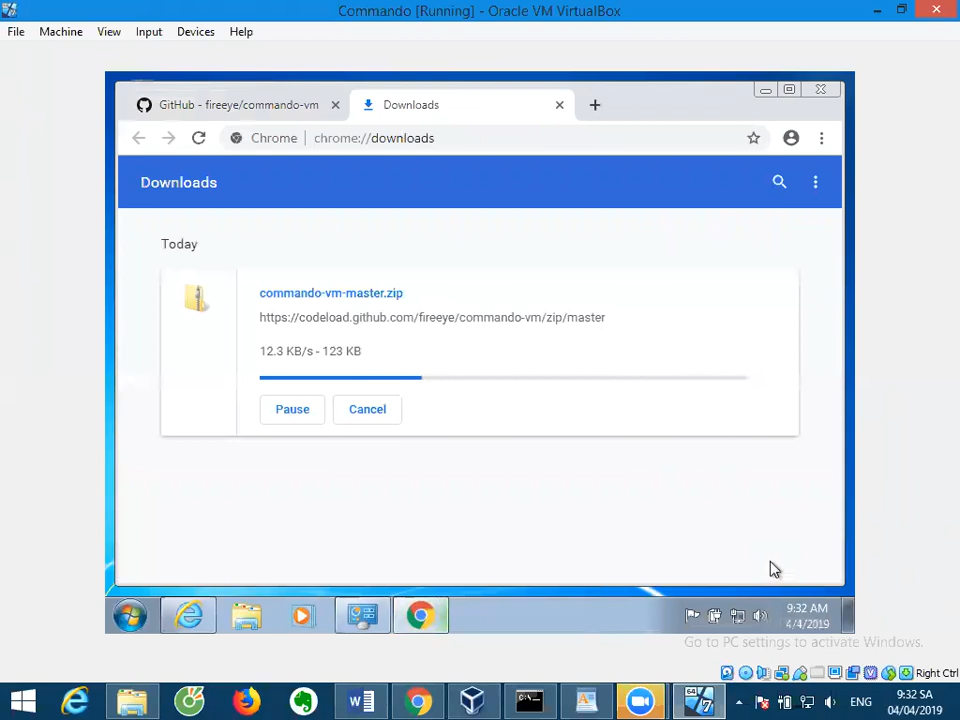 Commando [Running] - Oracle VM VirtualBox
File Machine View Input Devices Help
GitHub - fireeye/commando-vm Downloads
Chrome chrome://downloads
Downloads
Today
commando-vm-master.zip
https://codeload.github.com/fireeye/commando-vm/zip/master
12.3 KB/s - 123 KB
Pause Cancel
9:32 AM
4/4/2019
Go to PC settings to activate Windows.
Right Ctrl
64
7
ENG
9:32 SA
04/04/2019